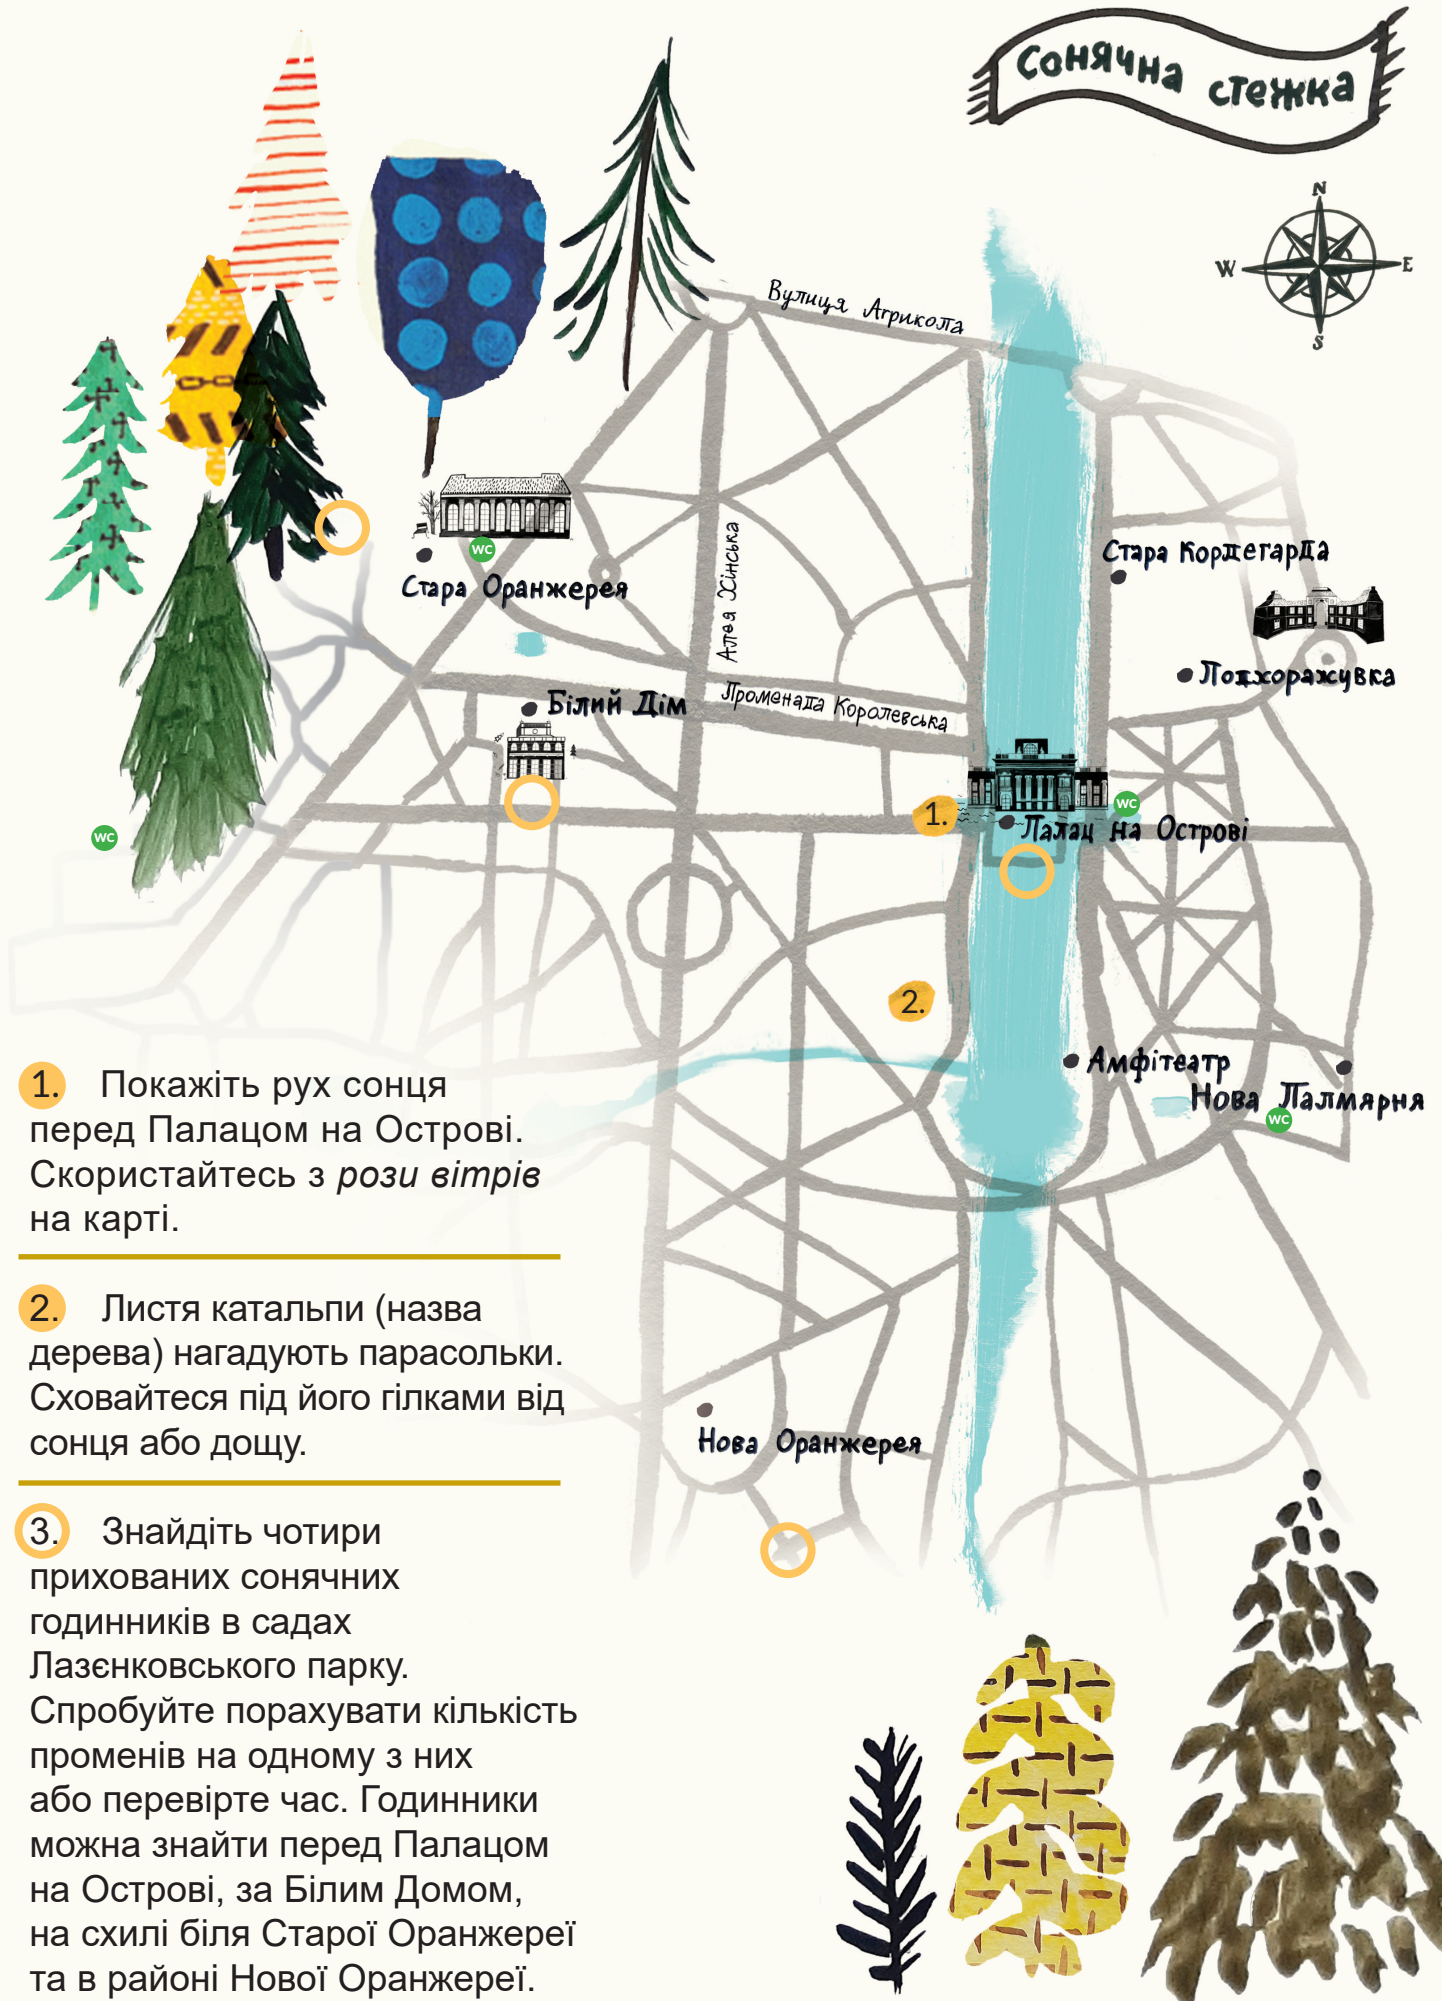 Сонячна стежка
N
W E
S
Вулиця Агрикола
Стара Кордегарда
WC
Стара Оранжерея
Алея Хінська
Подхоражувка
Білий Дім
Променада Королевська
1.
WC
Палац на Острові
WC
2.
Амфітеатр
Нова Палмярня
WC
Нова Оранжерея
1. Покажіть рух сонця
перед Палацом на Острові.
Скористайтесь з рози вітрів
на карті.
2. Листя катальпи (назва
дерева) нагадують парасольки.
Сховайтеся під його гілками від
сонця або дощу.
3. Знайдіть чотири
прихованих сонячних
годинників в садах
Лазєнковського парку.
Спробуйте порахувати кількість
променів на одному з них
або перевірте час. Годинники
можна знайти перед Палацом
на Острові, за Білим Домом,
на схилі біля Старої Оранжереї
та в районі Нової Оранжереї.